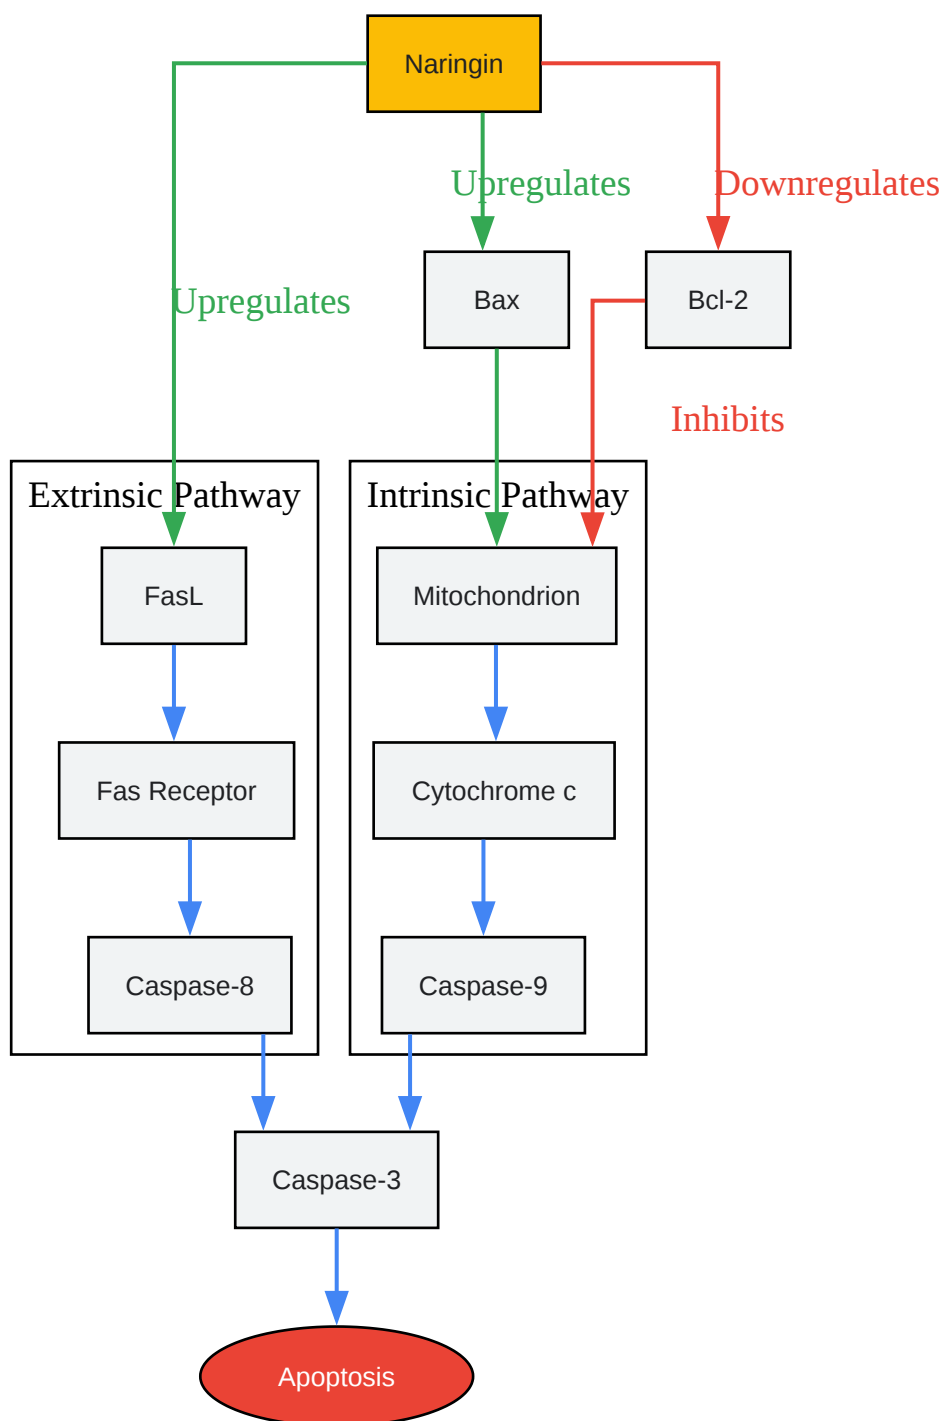 Naringin
Upregulates
Downregulates
Upregulates
Bax
Bcl-2
Inhibits
Extrinsic Pathway
Intrinsic Pathway
FasL
Mitochondrion
Fas Receptor
Cytochrome c
Caspase-8
Caspase-9
Caspase-3
Apoptosis